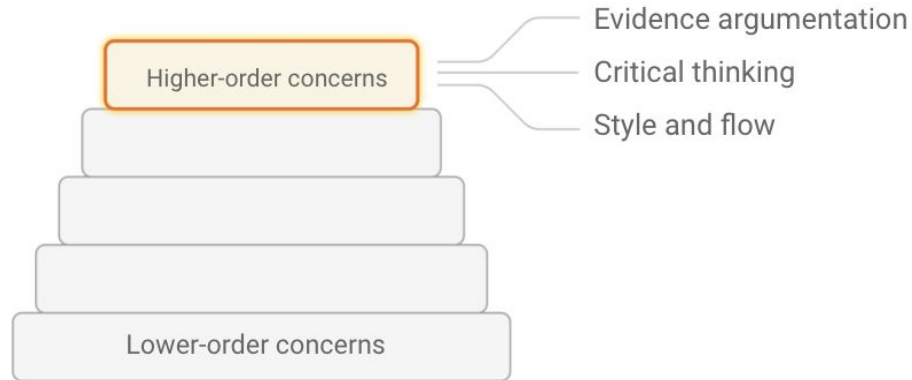 Evidence argumentation
Higher-order concerns
Critical thinking
Style and flow
Lower-order concerns